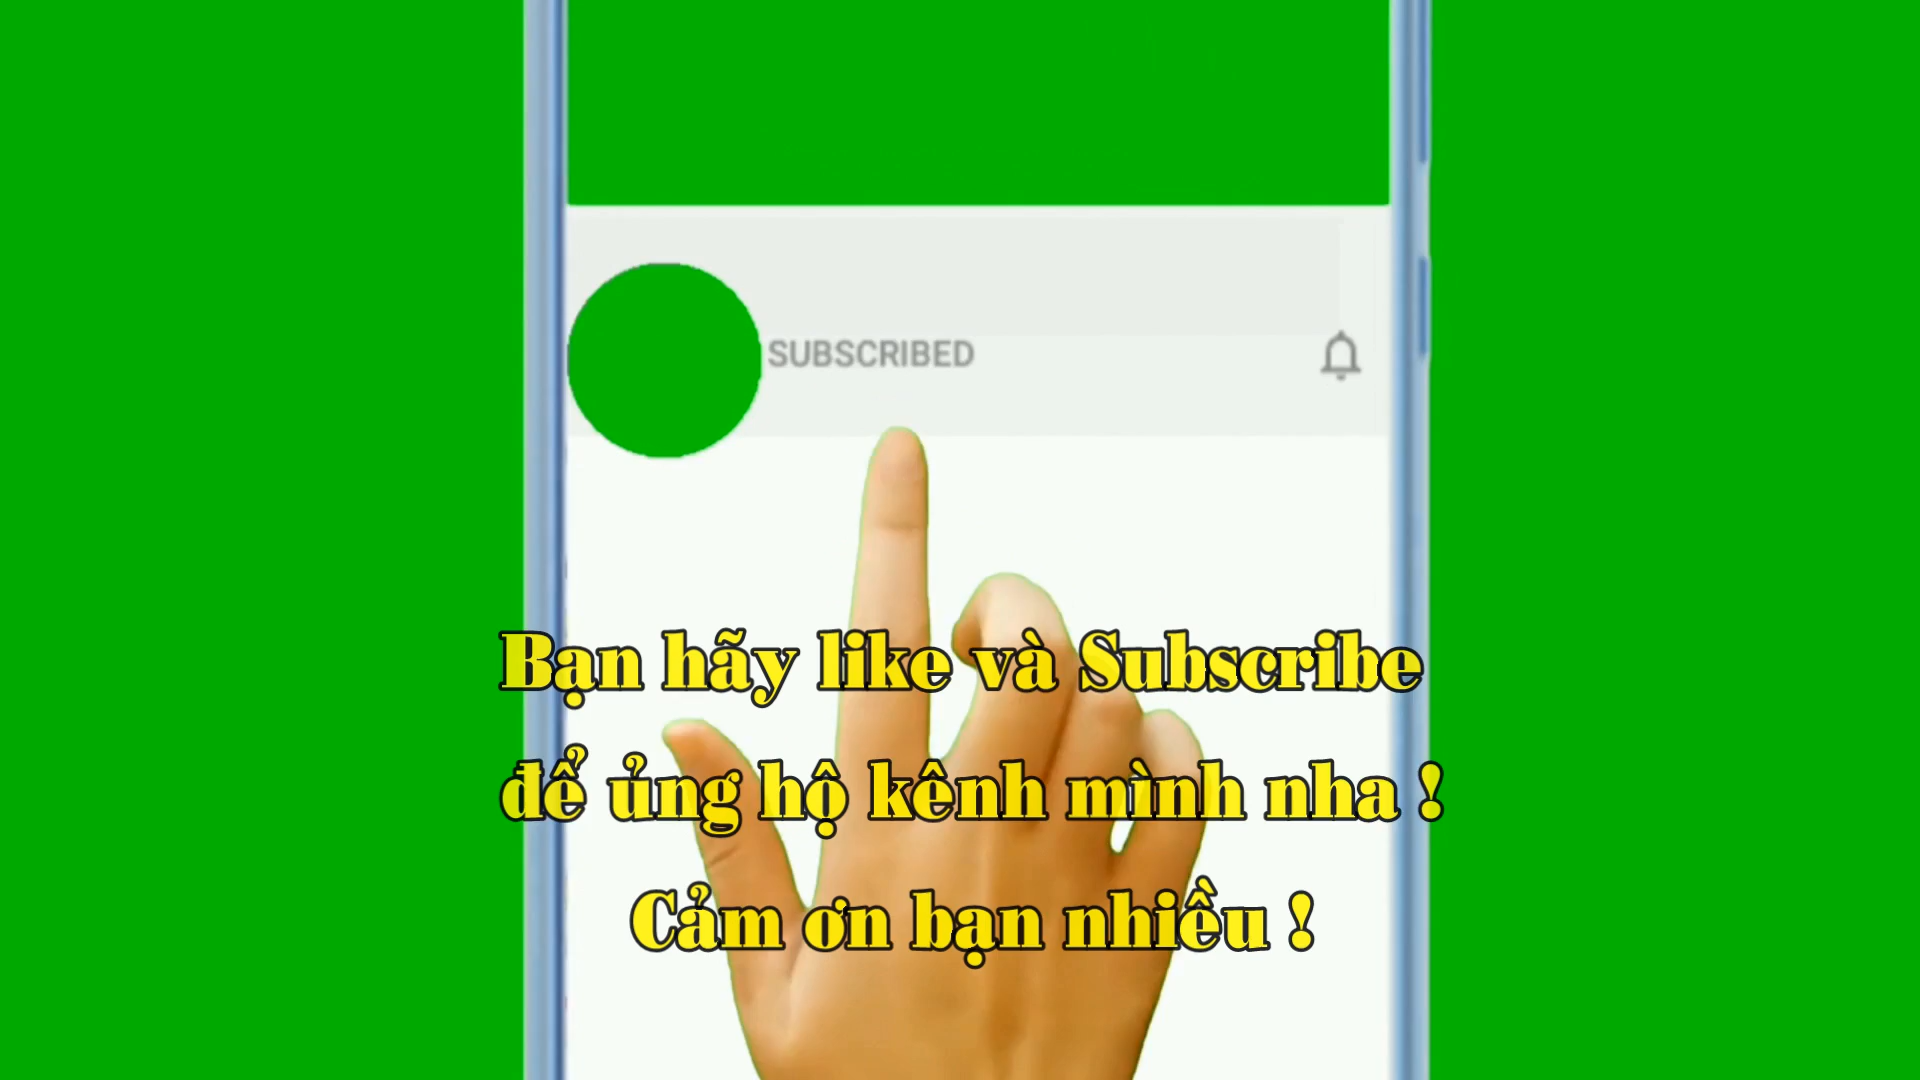 SUBSCRIBED
Bạn hãy like và Subscribe
để ủng hộ kênh mình nha !
Cảm ơn bạn nhiều !